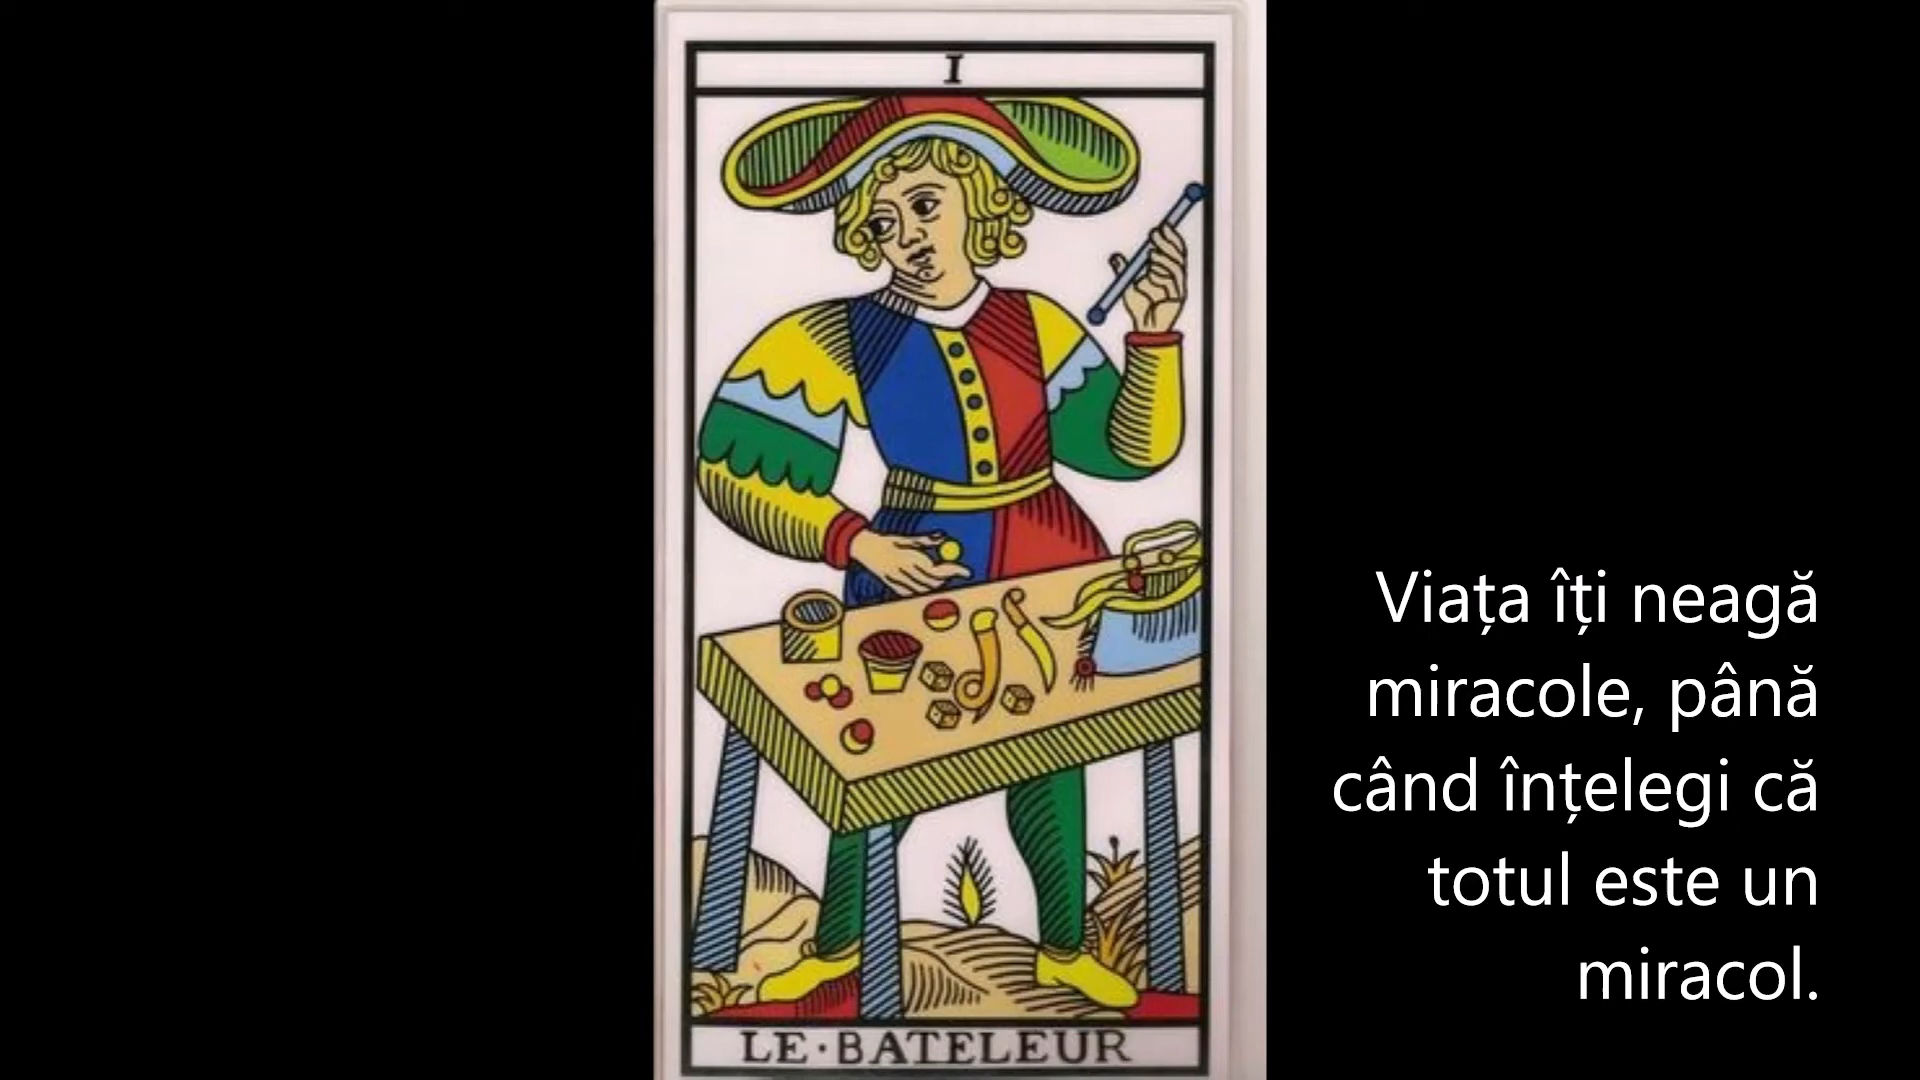 I
LE·BATELEUR
Viața îți neagă
miracole, până
când înțelegi că
totul este un
miracol.